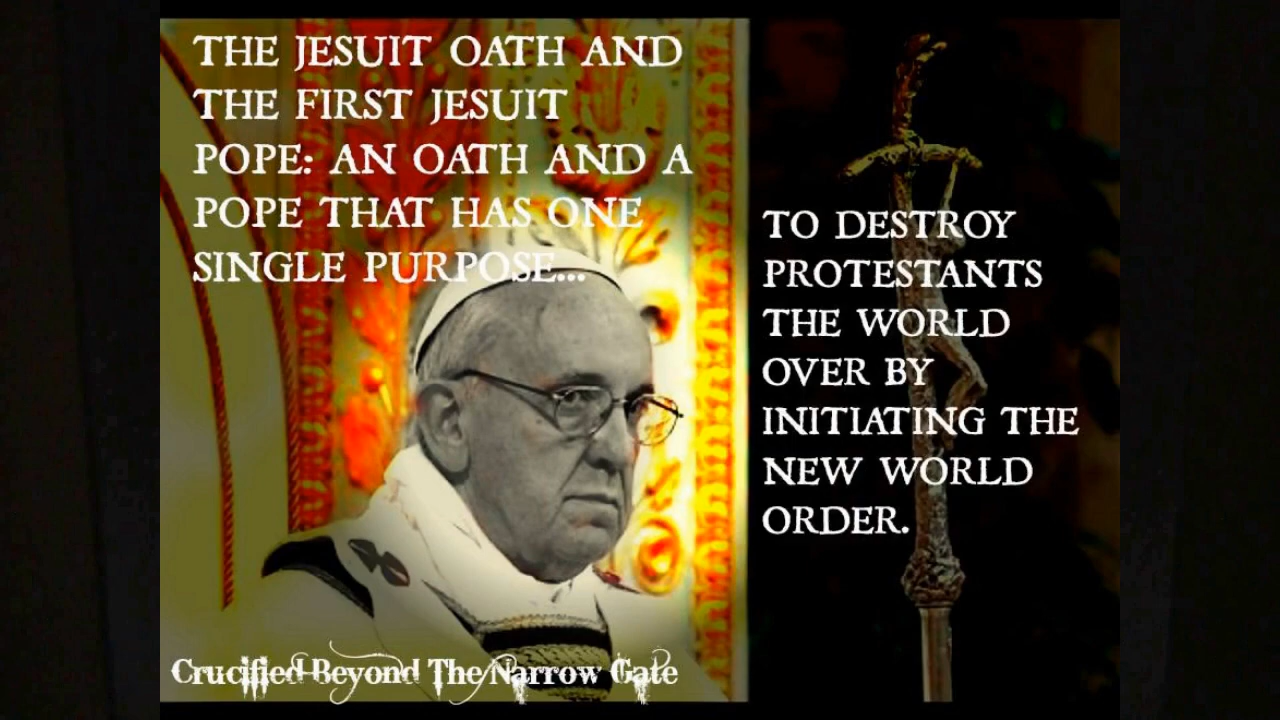 THE JESUIT OATH AND
THE FIRST JESUIT
POPE: AN OATH AND A
POPE THAT HAS ONE
SINGLE PURPOSE...
TO DESTROY
PROTESTANTS
THE WORLD
OVER BY
INITIATING THE
NEW WORLD
ORDER.
Crucified Beyond The Narrow Gate